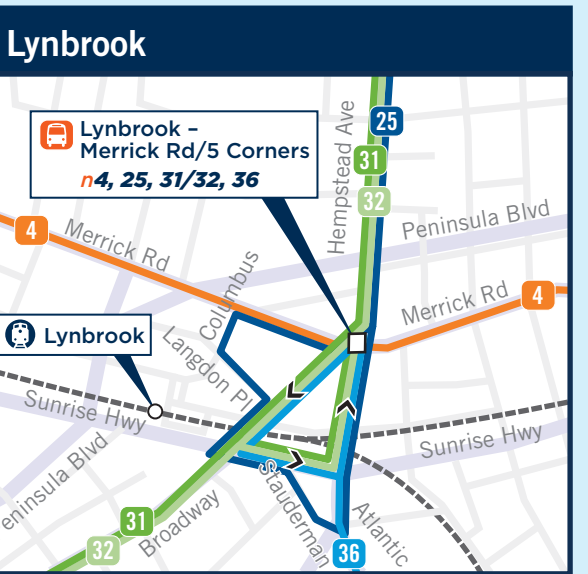 Lynbrook
Lynbrook –
Merrick Rd/5 Corners
n4, 25, 31/32, 36
Hempstead Ave
25
31
32
4
Merrick Rd
Peninsula Blvd
Columbus
Merrick Rd
4
Lynbrook
Langdon Pl
Sunrise Hwy
Sunrise Hwy
eninsula Blvd
31
Broadway
Stauderman
Atlantic
32
36